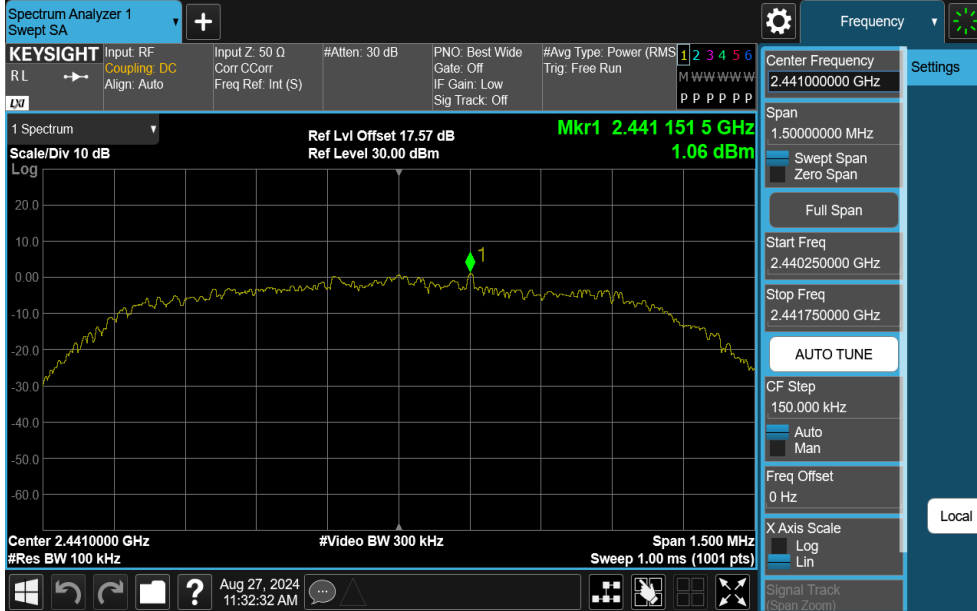 Spectrum Analyzer 1
Swept SA
+
Frequency
KEYSIGHT
R L
LXI
Input: RF
Coupling: DC
Align: Auto
Input Z: 50 Ω
Corr CCorr
Freq Ref: Int (S)
#Atten: 30 dB
PNO: Best Wide
Gate: Off
IF Gain: Low
Sig Track: Off
#Avg Type: Power (RMS
Trig: Free Run
1 2 3 4 5 6
M W W W W W
P P P P P P
1 Spectrum
Scale/Div 10 dB
Log
Ref Lvl Offset 17.57 dB
Ref Level 30.00 dBm
Mkr1 2.441 151 5 GHz
1.06 dBm
20.0
10.0
0.00
-10.0
-20.0
-30.0
-40.0
-50.0
-60.0
1
Center 2.4410000 GHz
#Res BW 100 kHz
#Video BW 300 kHz
Span 1.500 MHz
Sweep 1.00 ms (1001 pts)
Center Frequency
2.441000000 GHz
Span
1.50000000 MHz
Swept Span
Zero Span
Full Span
Start Freq
2.440250000 GHz
Stop Freq
2.441750000 GHz
AUTO TUNE
CF Step
150.000 kHz
Auto
Man
Freq Offset
0 Hz
X Axis Scale
Log
Lin
Signal Track
(Span Zoom)
Settings
Local
?
Aug 27, 2024
11:32:32 AM